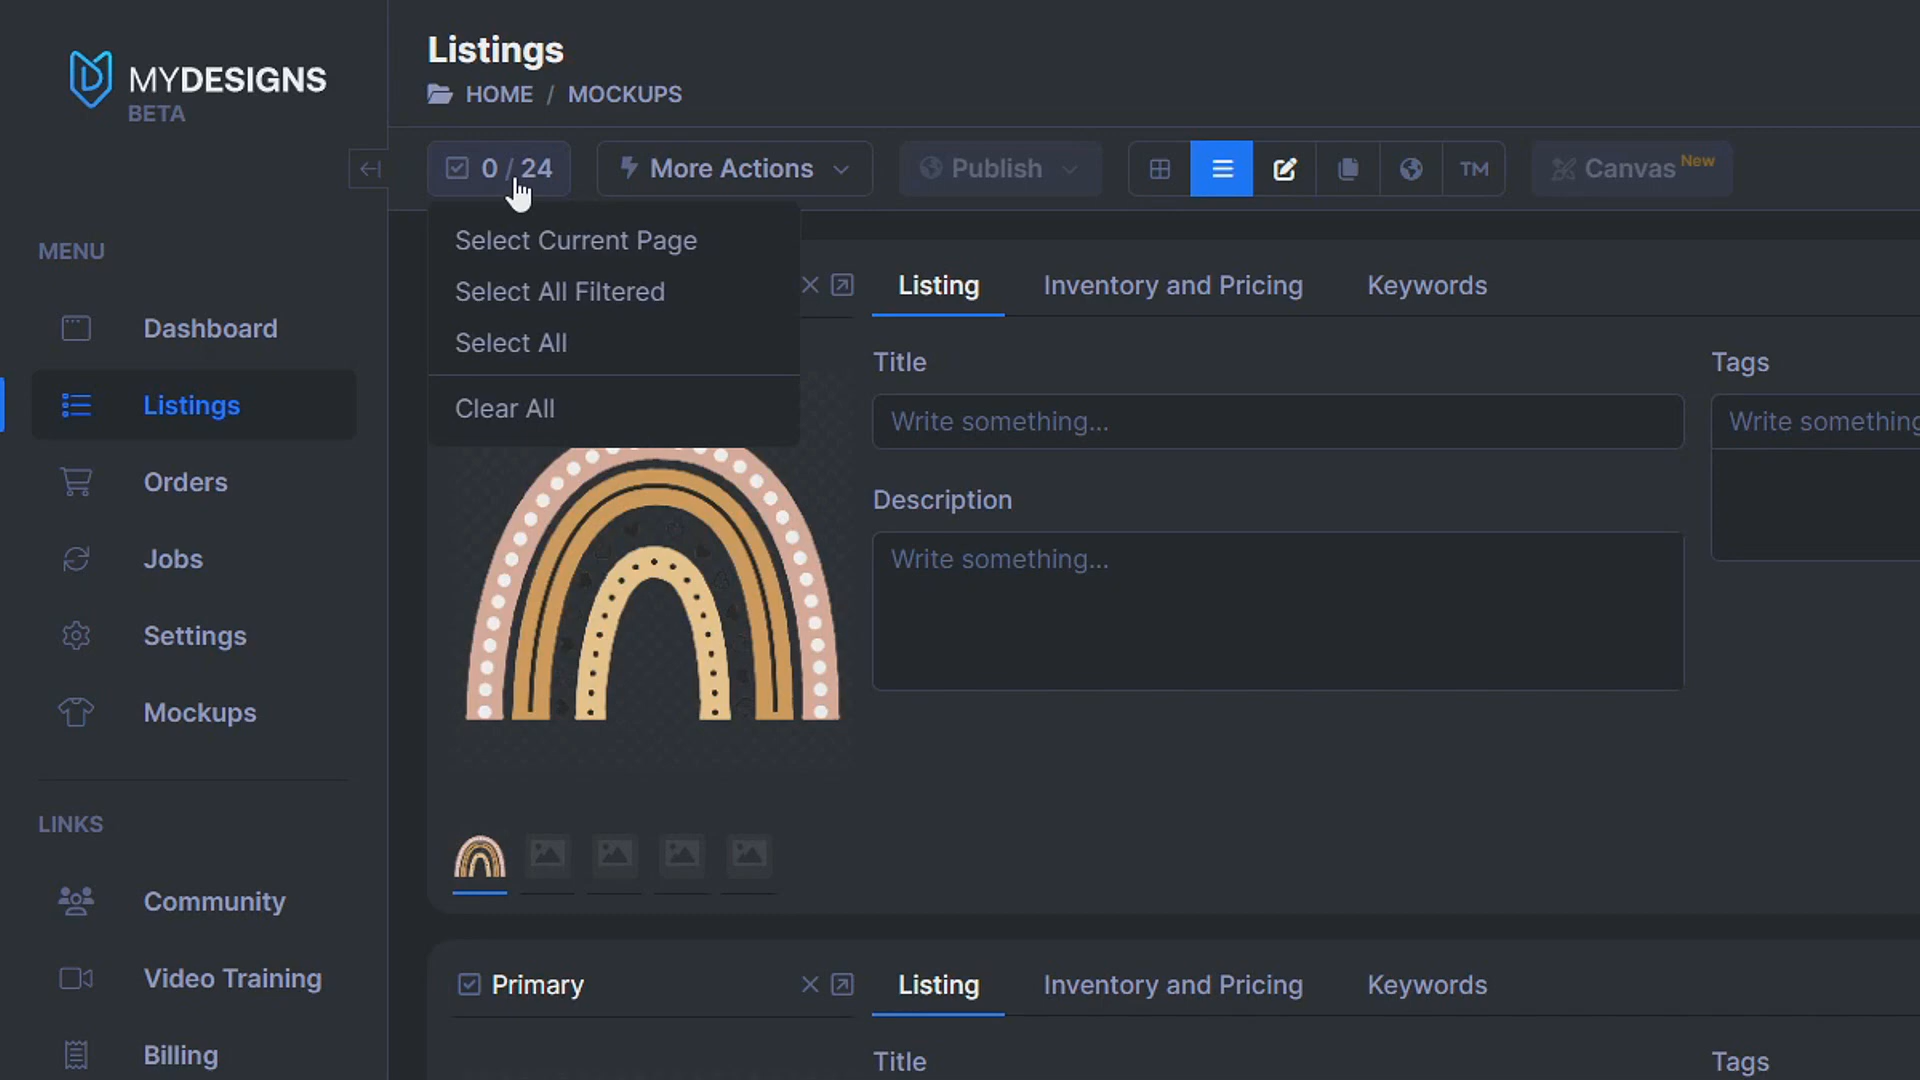 MYDESIGNS
BETA
Listings
HOME / MOCKUPS
0 / 24
More Actions
Publish
TM
Canvas New
MENU
Dashboard
Listings
Orders
Jobs
Settings
Mockups
LINKS
Community
Video Training
Billing
Select Current Page
Select All Filtered
Select All
Clear All
Listing
Inventory and Pricing
Keywords
Title
Write something...
Tags
Write something
Description
Write something...
Primary
Listing
Inventory and Pricing
Keywords
Title
Tags